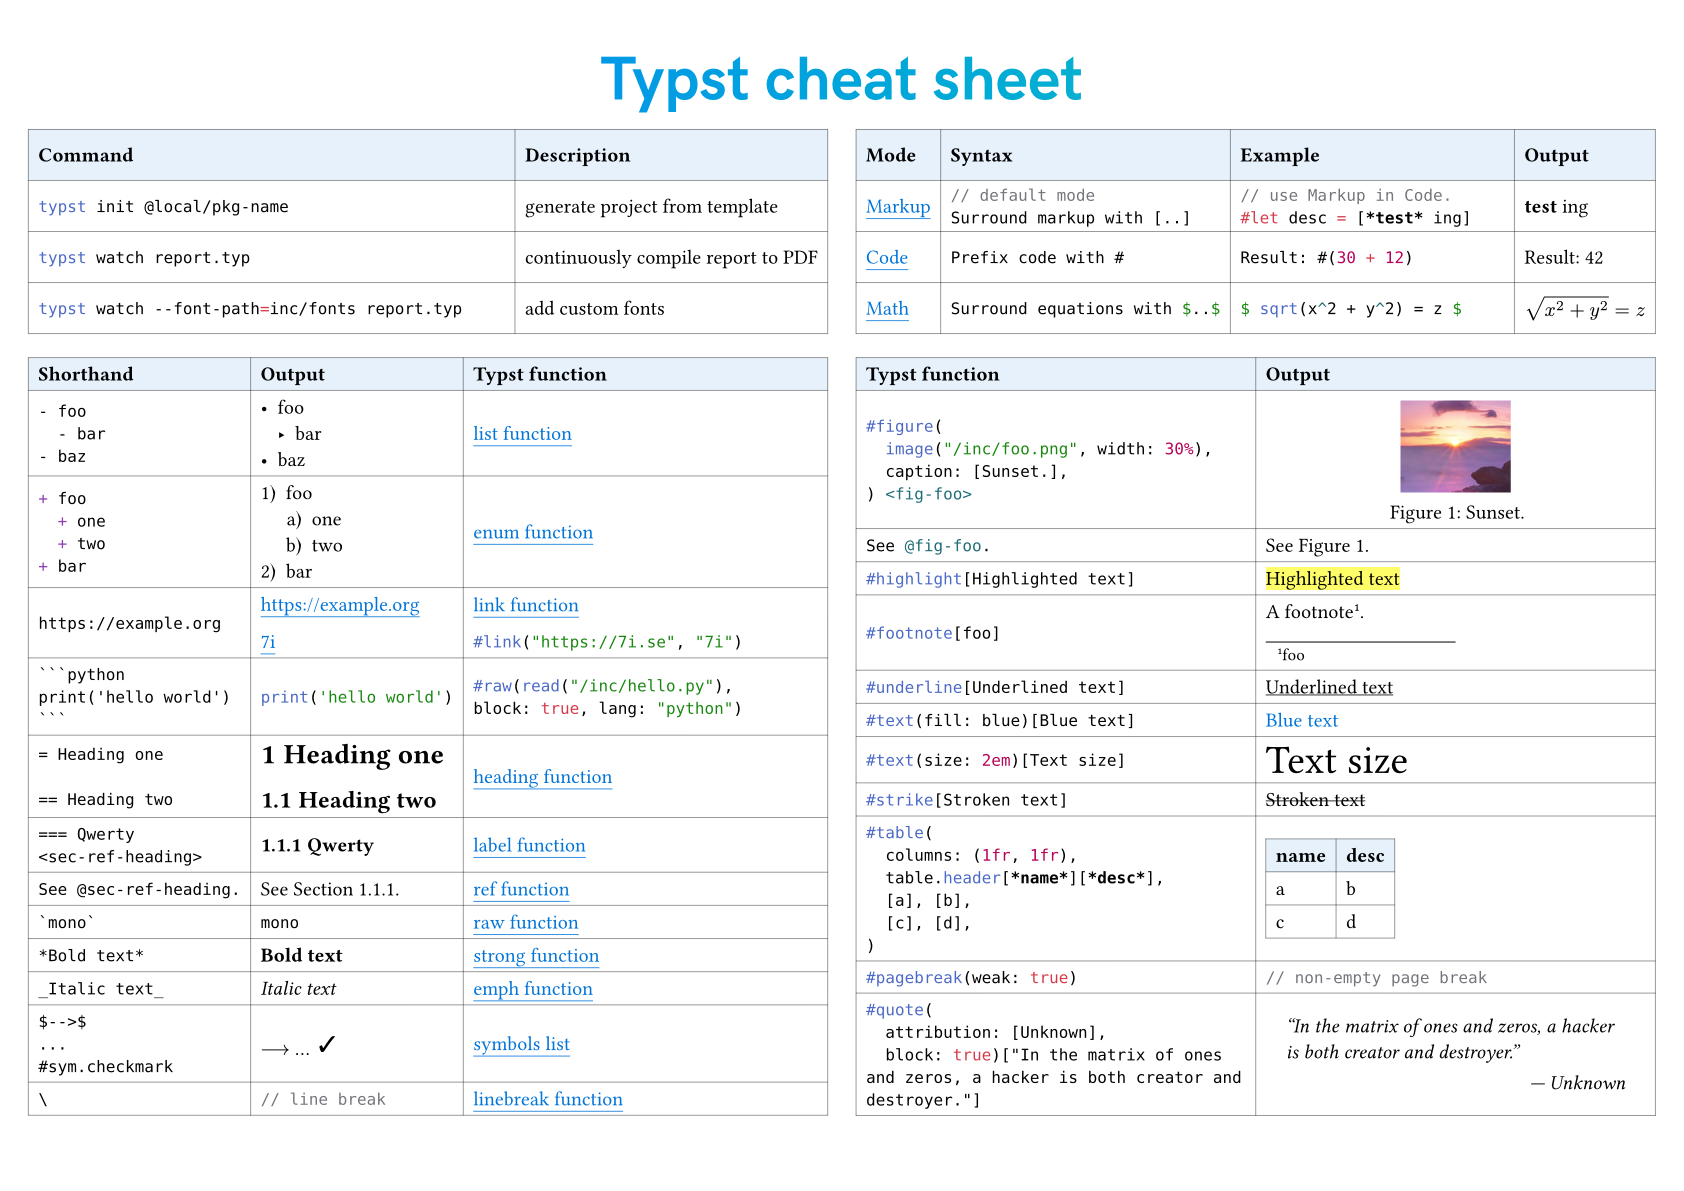 Typst cheat sheet
Command Description
typst init @local/pkg-name generate project from template
typst watch report.typ continuously compile report to PDF
typst watch --font-path=inc/fonts report.typ add custom fonts
Mode Syntax Example Output
Markup // default mode // use Markup in Code. test ing
Surround markup with [..] #let desc = [*test* ing]
Code Prefix code with # Result: #(30 + 12) Result: 42
Math Surround equations with $..$ $ sqrt(x^2 + y^2) = z $ √x² + y² = z
Shorthand Output Typst function
- foo
  - bar
- baz
• foo
‣ bar
• baz
list function
+ foo
  + one
  + two
+ bar
1) foo
a) one
b) two
2) bar
enum function
https://example.org
https://example.org
7i
link function
#link("https://7i.se", "7i")
```python
print('hello world')
```
print('hello world')
#raw(read("/inc/hello.py"),
block: true, lang: "python")
= Heading one
== Heading two
1 Heading one
1.1 Heading two
heading function
=== Qwerty
<sec-ref-heading>
1.1.1 Qwerty
label function
See @sec-ref-heading. See Section 1.1.1. ref function
`mono` mono raw function
*Bold text* Bold text strong function
_Italic text_ Italic text emph function
$-->$
...
#sym.checkmark
⟶ … ✓
symbols list
\ // line break linebreak function
Typst function Output
#figure(
  image("/inc/foo.png", width: 30%),
  caption: [Sunset.],
) <fig-foo>
Figure 1: Sunset.
See @fig-foo. See Figure 1.
#highlight[Highlighted text] Highlighted text
#footnote[foo]
A footnote¹.
¹foo
#underline[Underlined text] Underlined text
#text(fill: blue)[Blue text] Blue text
#text(size: 2em)[Text size] Text size
#strike[Stroken text] Stroken text
#table(
  columns: (1fr, 1fr),
  table.header[*name*][*desc*],
  [a], [b],
  [c], [d],
)
name desc
a b
c d
#pagebreak(weak: true) // non-empty page break
#quote(
  attribution: [Unknown],
  block: true)["In the matrix of ones
and zeros, a hacker is both creator and
destroyer."]
“In the matrix of ones and zeros, a hacker
is both creator and destroyer.”
— Unknown